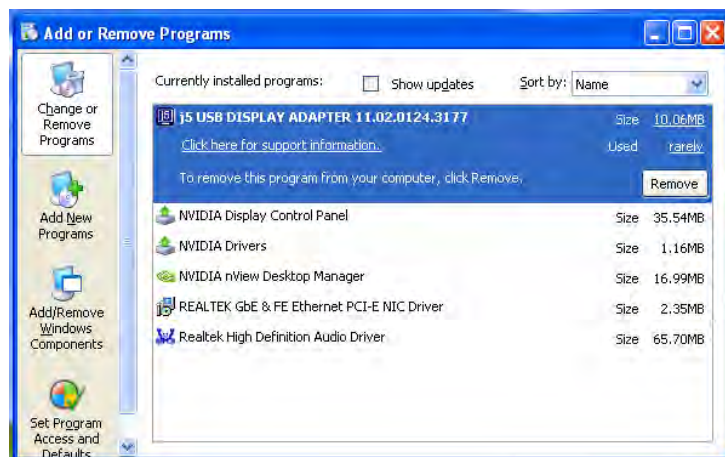 Add or Remove Programs
Change or
Remove
Programs
Add New
Programs
Add/Remove
Windows
Components
Set Program
Access and
Defaults
Currently installed programs: Show updates Sort by: Name
j5 USB DISPLAY ADAPTER 11.02.0124.3177 Size 10.06MB
Click here for support information. Used rarely
To remove this program from your computer, click Remove. Remove
NVIDIA Display Control Panel Size 35.54MB
NVIDIA Drivers Size 1.16MB
NVIDIA nView Desktop Manager Size 16.99MB
REALTEK GbE & FE Ethernet PCI-E NIC Driver Size 2.35MB
Realtek High Definition Audio Driver Size 65.70MB